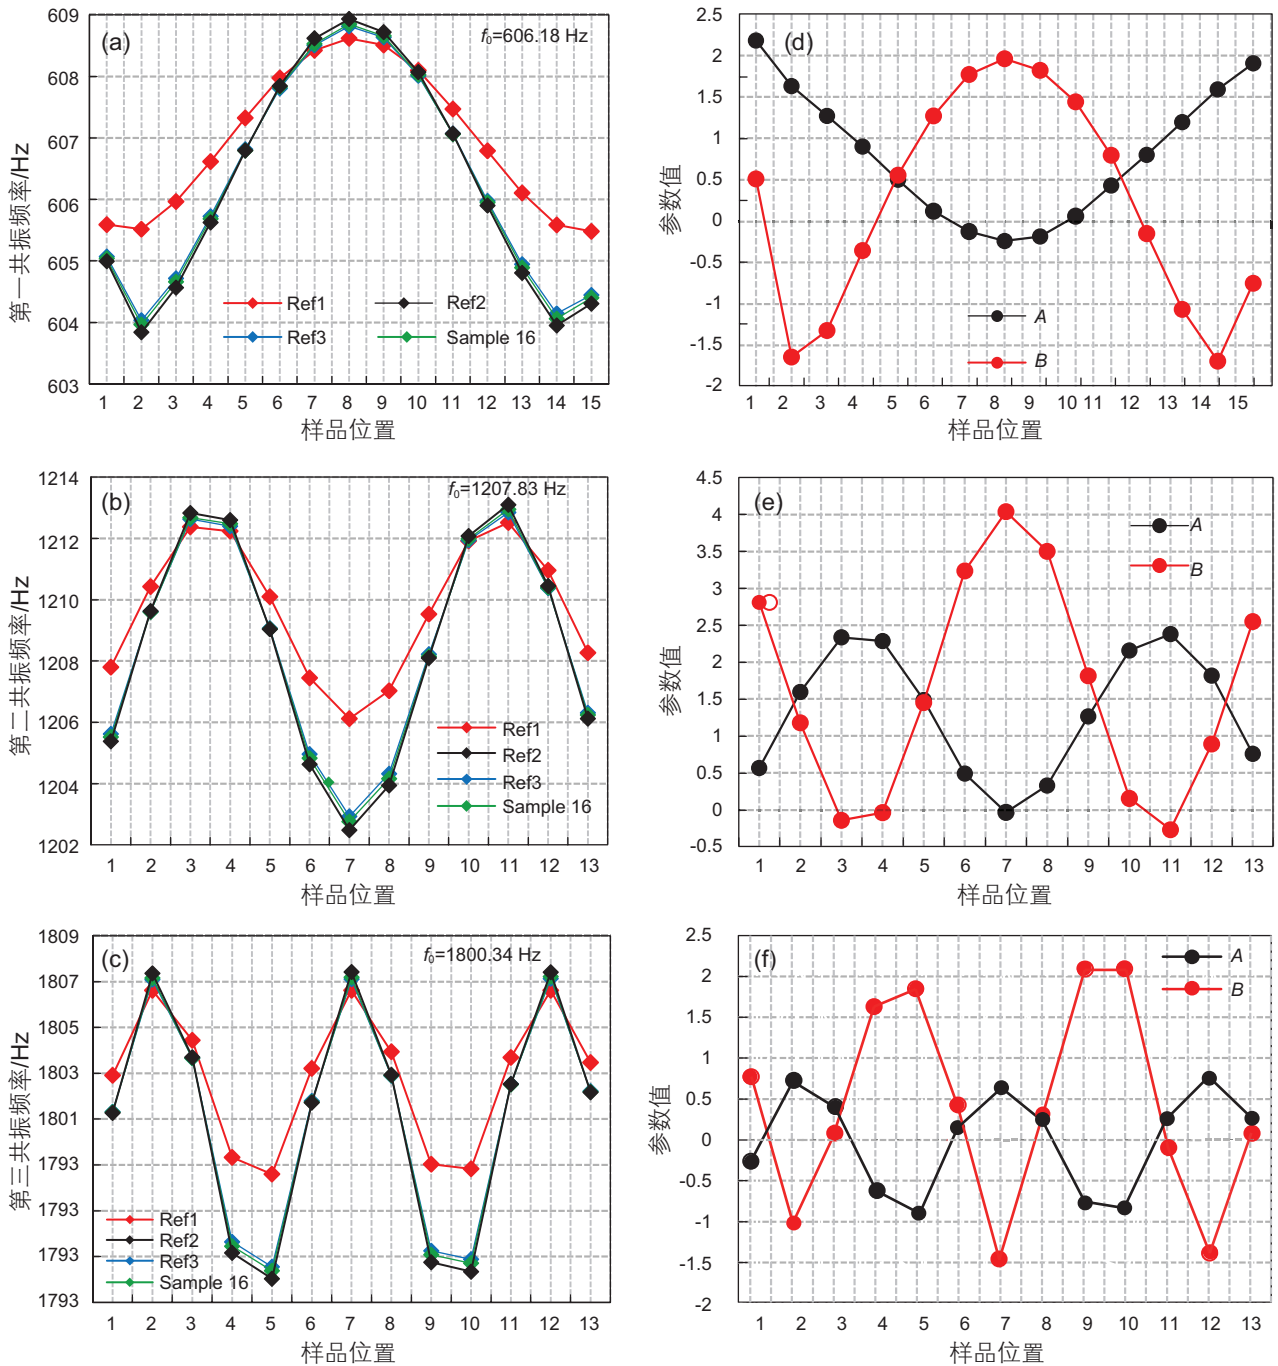 (a)
f₀=606.18 Hz
609
608
607
606
605
604
603
第一共振频率/Hz
Ref1
Ref2
Ref3
Sample 16
1 2 3 4 5 6 7 8 9 10 11 12 13 14 15
样品位置
(d)
2.5
2
1.5
1
0.5
0
-0.5
-1
-1.5
-2
参数值
A
B
1 2 3 4 5 6 7 8 9 10 11 12 13 14 15
样品位置
(b)
f₀=1207.83 Hz
1214
1212
1210
1208
1206
1204
1202
第二共振频率/Hz
Ref1
Ref2
Ref3
Sample 16
1 2 3 4 5 6 7 8 9 10 11 12 13
样品位置
(e)
4.5
4
3.5
3
2.5
2
1.5
1
0.5
0
-0.5
参数值
A
B
1 2 3 4 5 6 7 8 9 10 11 12 13
样品位置
(c)
f₀=1800.34 Hz
1809
1807
1805
1803
1801
1793
1793
1793
1793
第三共振频率/Hz
Ref1
Ref2
Ref3
Sample 16
1 2 3 4 5 6 7 8 9 10 11 12 13
样品位置
(f)
2.5
2
1.5
1
0.5
0
-0.5
-1
-1.5
-2
参数值
A
B
1 2 3 4 5 6 7 8 9 10 11 12 13
样品位置